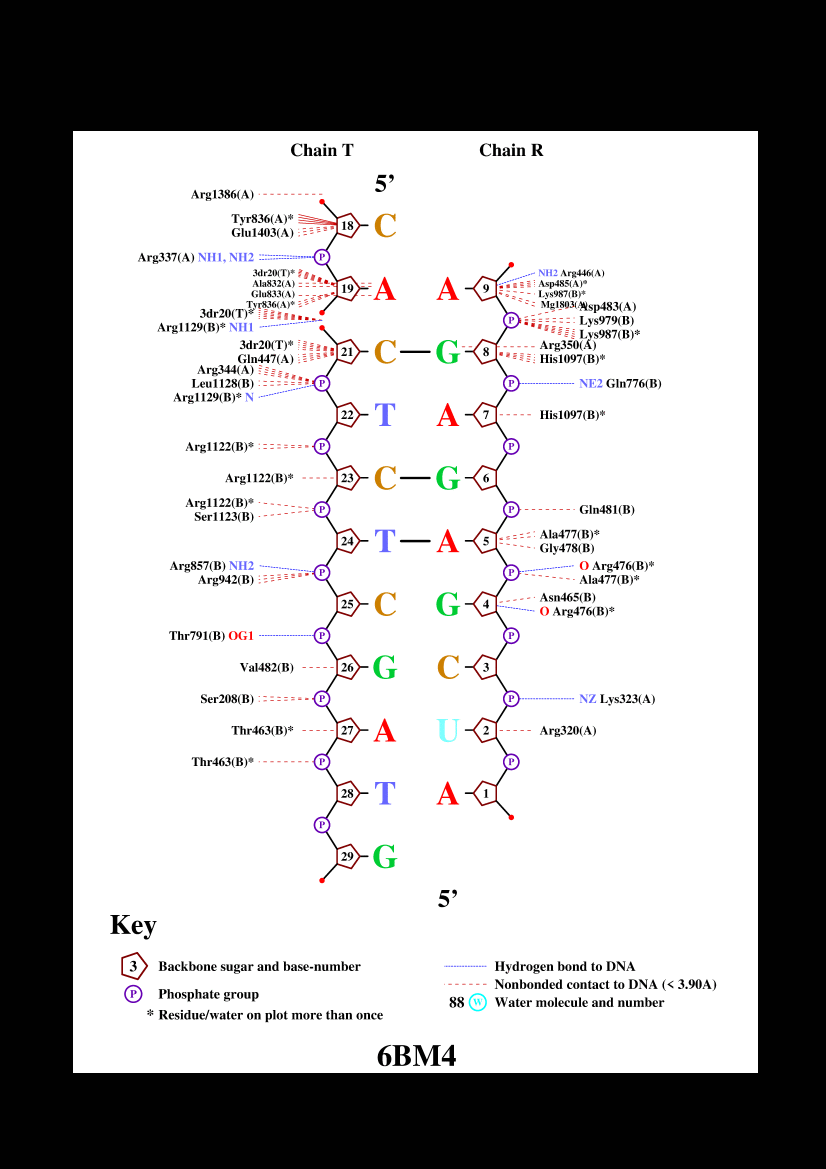 Chain T Chain R
5’
Arg1386(A)
Tyr836(A)*
Glu1403(A)
18 C
Arg337(A) NH1, NH2
P
3dr20(T)*
Ala832(A)
Glu833(A)
Tyr836(A)*
19 A A 9
NH2 Arg446(A)
Asp485(A)*
Lys987(B)*
Mg1803(A)
3dr20(T)*
Arg1129(B)* NH1
P
Asp483(A)
Lys979(B)
Lys987(B)*
3dr20(T)*
Gln447(A)
21 C G 8
Arg350(A)
His1097(B)*
Arg344(A)
Leu1128(B)
Arg1129(B)* N
P P NE2 Gln776(B)
22 T A 7 His1097(B)*
Arg1122(B)* P P
Arg1122(B)* 23 C G 6
Arg1122(B)*
Ser1123(B)
P P Gln481(B)
24 T A 5
Ala477(B)*
Gly478(B)
Arg857(B) NH2
Arg942(B)
P P
O Arg476(B)*
Ala477(B)*
25 C G 4
Asn465(B)
O Arg476(B)*
Thr791(B) OG1 P P
Val482(B) 26 G C 3
Ser208(B) P P NZ Lys323(A)
Thr463(B)* 27 A U 2 Arg320(A)
Thr463(B)* P P
28 T A 1
P
29 G
5’
Key
3 Backbone sugar and base-number
P Phosphate group
* Residue/water on plot more than once
Hydrogen bond to DNA
Nonbonded contact to DNA (< 3.90A)
88 W Water molecule and number
6BM4